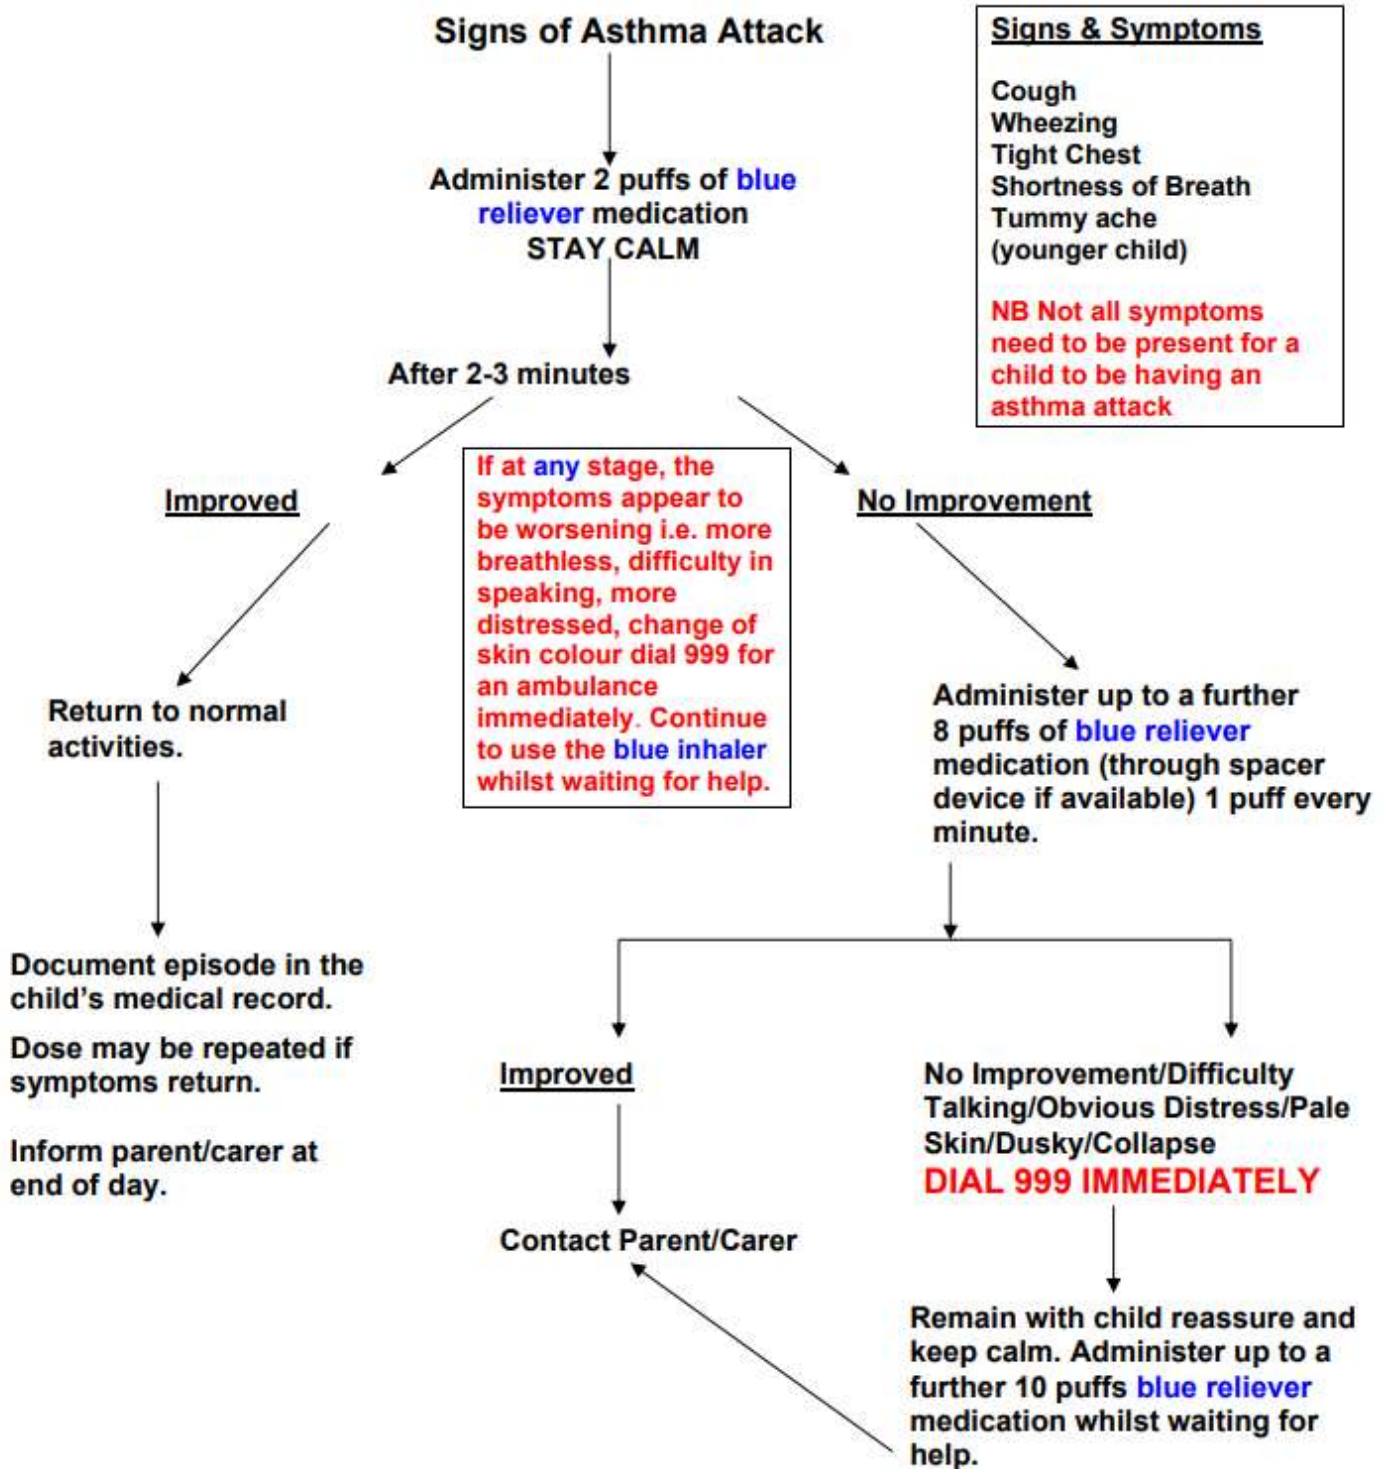 Signs of Asthma Attack
Signs & Symptoms
Cough
Wheezing
Tight Chest
Shortness of Breath
Tummy ache
(younger child)
NB Not all symptoms
need to be present for a
child to be having an
asthma attack
Administer 2 puffs of blue
reliever medication
STAY CALM
After 2-3 minutes
If at any stage, the
symptoms appear to
be worsening i.e. more
breathless, difficulty in
speaking, more
distressed, change of
skin colour dial 999 for
an ambulance
immediately. Continue
to use the blue inhaler
whilst waiting for help.
Improved
Return to normal
activities.
Document episode in the
child’s medical record.
Dose may be repeated if
symptoms return.
Inform parent/carer at
end of day.
No Improvement
Administer up to a further
8 puffs of blue reliever
medication (through spacer
device if available) 1 puff every
minute.
Improved
Contact Parent/Carer
No Improvement/Difficulty
Talking/Obvious Distress/Pale
Skin/Dusky/Collapse
DIAL 999 IMMEDIATELY
Remain with child reassure and
keep calm. Administer up to a
further 10 puffs blue reliever
medication whilst waiting for
help.